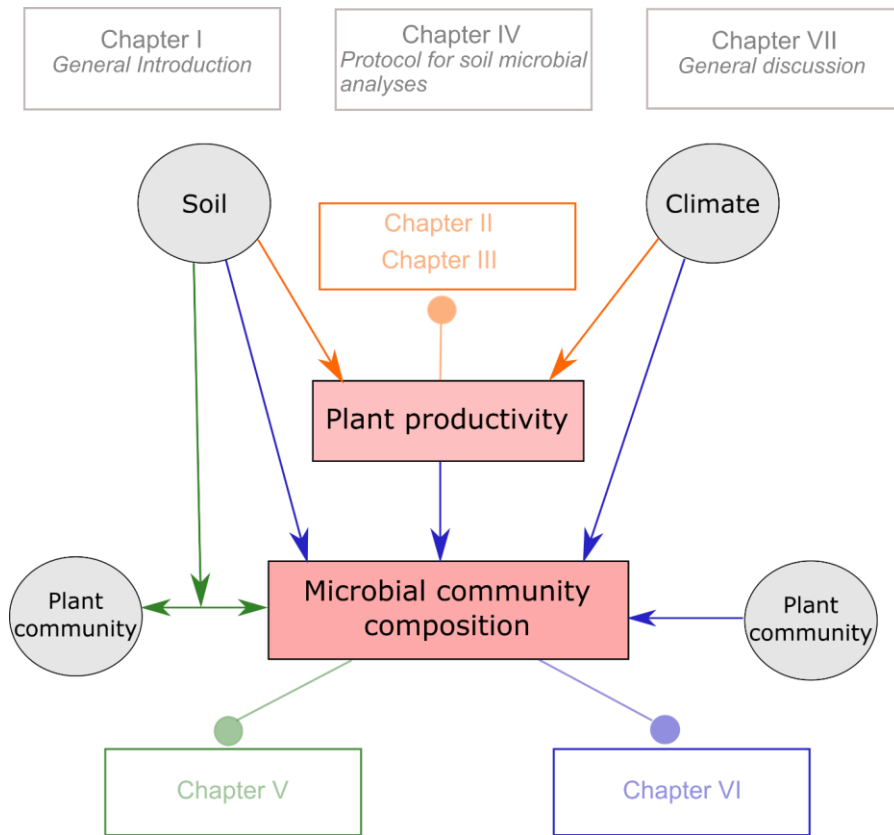 Chapter I
General Introduction
Chapter IV
Protocol for soil microbial
analyses
Chapter VII
General discussion
Soil
Climate
Chapter II
Chapter III
Plant productivity
Plant
community
Microbial community
composition
Plant
community
Chapter V
Chapter VI